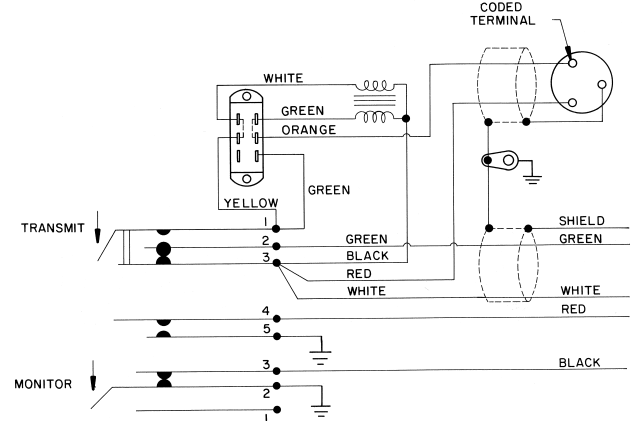 CODED
TERMINAL
WHITE
GREEN
ORANGE
GREEN
YELLOW
TRANSMIT
1
SHIELD
2
GREEN
GREEN
3
BLACK
RED
WHITE
WHITE
4
RED
5
3
BLACK
MONITOR
2
1